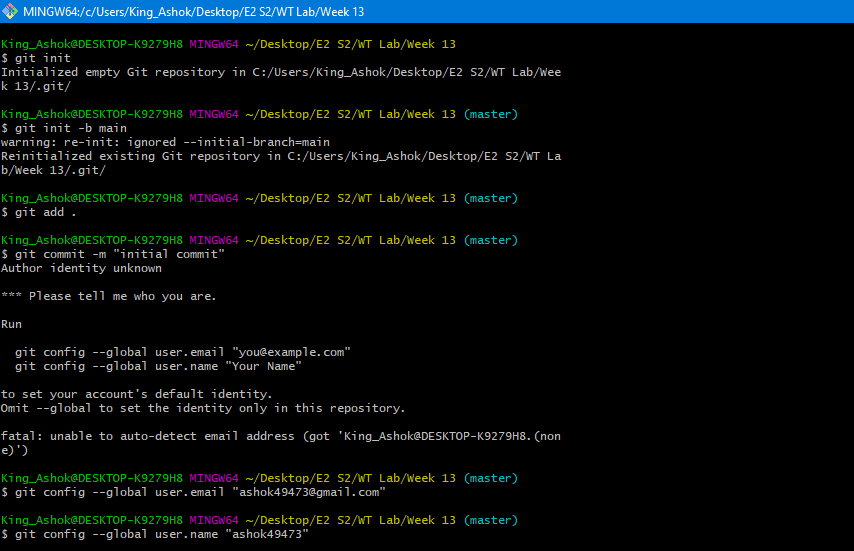 MINGW64:/c/Users/King_Ashok/Desktop/E2 S2/WT Lab/Week 13
King_Ashok@DESKTOP-K9279H8 MINGW64 ~/Desktop/E2 S2/WT Lab/Week 13
$ git init
Initialized empty Git repository in C:/Users/King_Ashok/Desktop/E2 S2/WT Lab/Wee
k 13/.git/
King_Ashok@DESKTOP-K9279H8 MINGW64 ~/Desktop/E2 S2/WT Lab/Week 13 (master)
$ git init -b main
warning: re-init: ignored --initial-branch=main
Reinitialized existing Git repository in C:/Users/King_Ashok/Desktop/E2 S2/WT La
b/Week 13/.git/
King_Ashok@DESKTOP-K9279H8 MINGW64 ~/Desktop/E2 S2/WT Lab/Week 13 (master)
$ git add .
King_Ashok@DESKTOP-K9279H8 MINGW64 ~/Desktop/E2 S2/WT Lab/Week 13 (master)
$ git commit -m "initial commit"
Author identity unknown
*** Please tell me who you are.
Run
git config --global user.email "you@example.com"
git config --global user.name "Your Name"
to set your account's default identity.
Omit --global to set the identity only in this repository.
fatal: unable to auto-detect email address (got 'King_Ashok@DESKTOP-K9279H8.(non
e)')
King_Ashok@DESKTOP-K9279H8 MINGW64 ~/Desktop/E2 S2/WT Lab/Week 13 (master)
$ git config --global user.email "ashok49473@gmail.com"
King_Ashok@DESKTOP-K9279H8 MINGW64 ~/Desktop/E2 S2/WT Lab/Week 13 (master)
$ git config --global user.name "ashok49473"